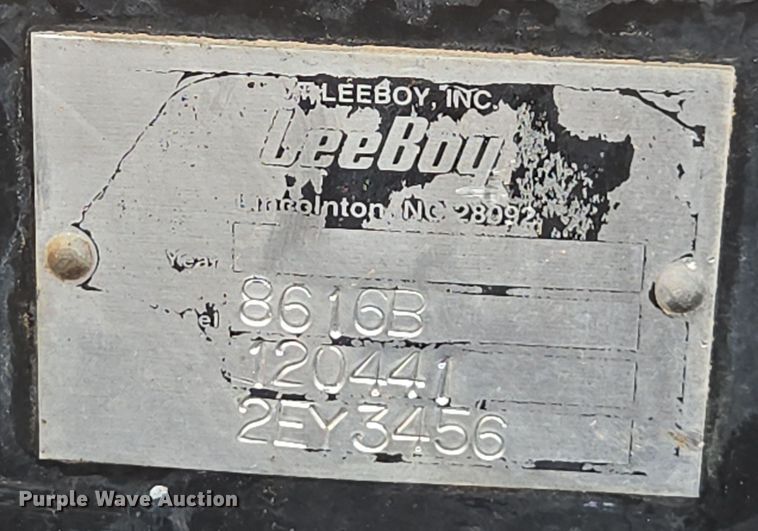 LEEBOY, INC.
LeeBoy
Lincolnton, NC 28092
Year
8616B
120441
2EY3456
Purple Wave Auction